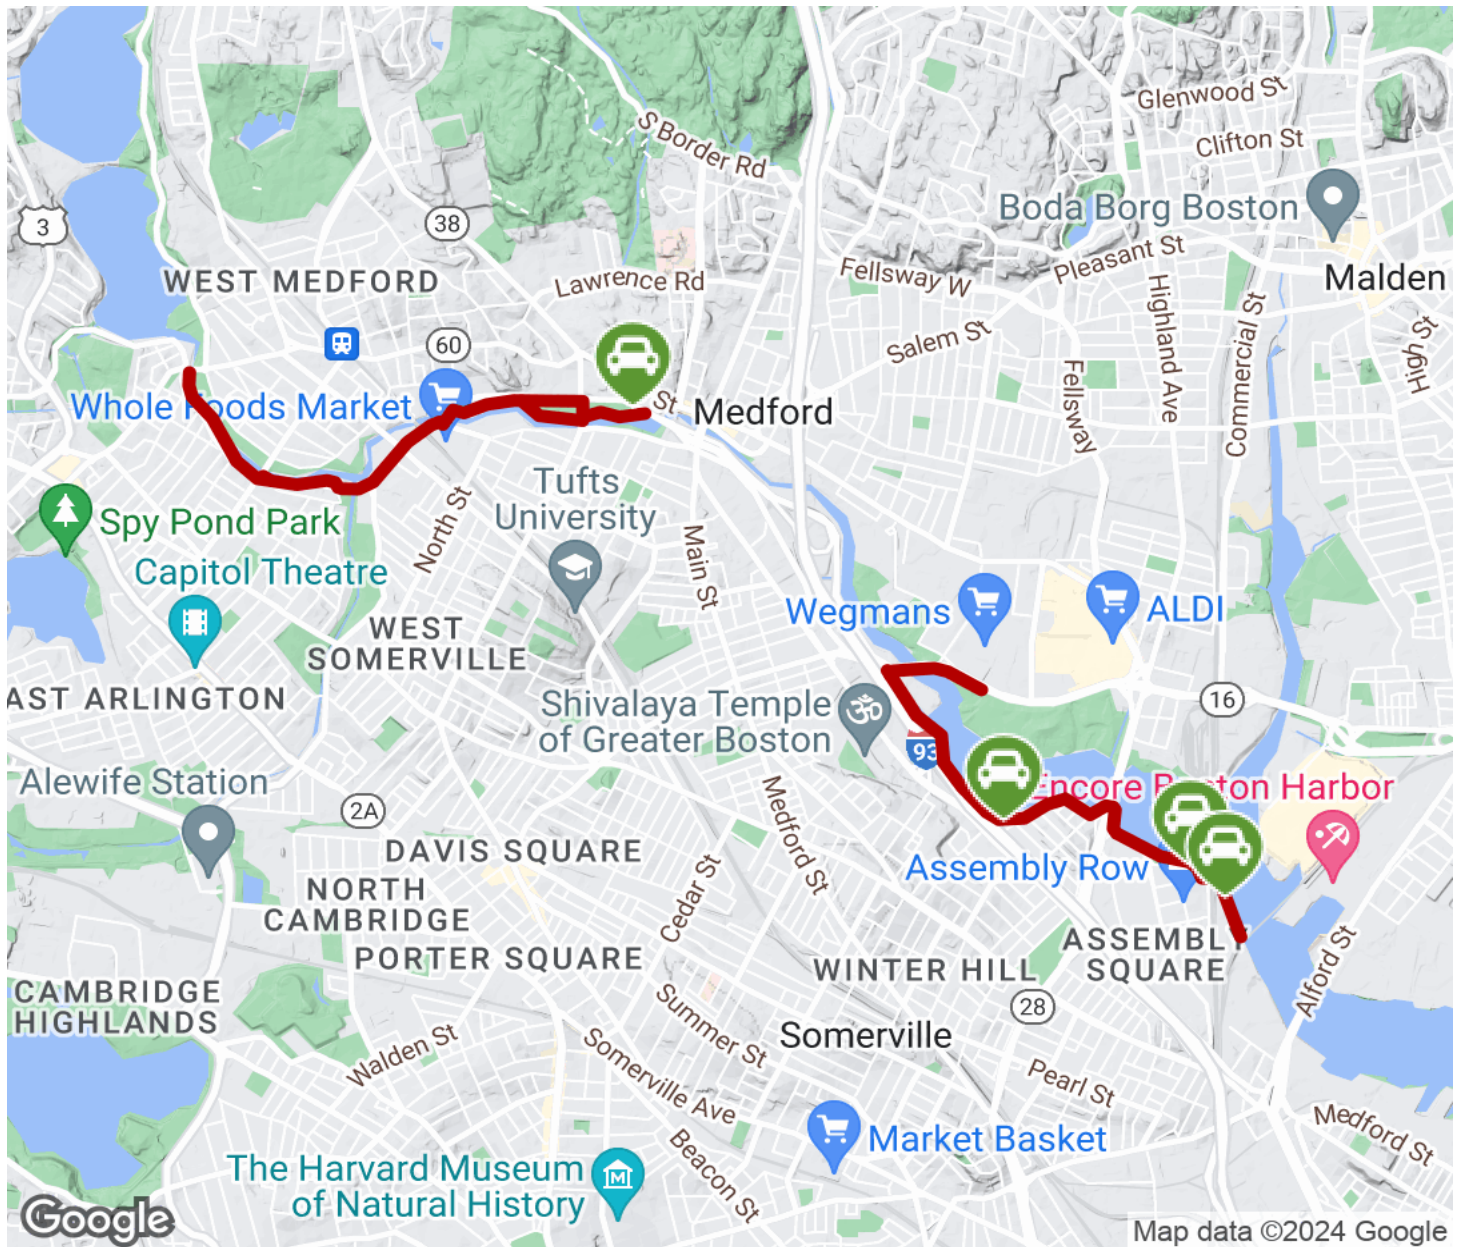 Glenwood St
Clifton St
S Border Rd
Boda Borg Boston
3
38
Pleasant St
WEST MEDFORD
Lawrence Rd
Fellsway W
Malden
Highland Ave
Commercial St
60
Salem St
High St
Fellsway
Whole Foods Market
St
Medford
Tufts
University
North St
Spy Pond Park
Main St
Capitol Theatre
Wegmans
ALDI
WEST
SOMERVILLE
AST ARLINGTON
16
Shivalaya Temple
of Greater Boston
93
Alewife Station
Encore Boston Harbor
2A
Medford St
DAVIS SQUARE
Assembly Row
NORTH
CAMBRIDGE
Cedar St
PORTER SQUARE
ASSEMBLY
SQUARE
WINTER HILL
Alford St
CAMBRIDGE
HIGHLANDS
28
Summer St
Somerville
Walden St
Somerville Ave
Pearl St
Medford St
Market Basket
Beacon St
The Harvard Museum
of Natural History
Google
Map data ©2024 Google